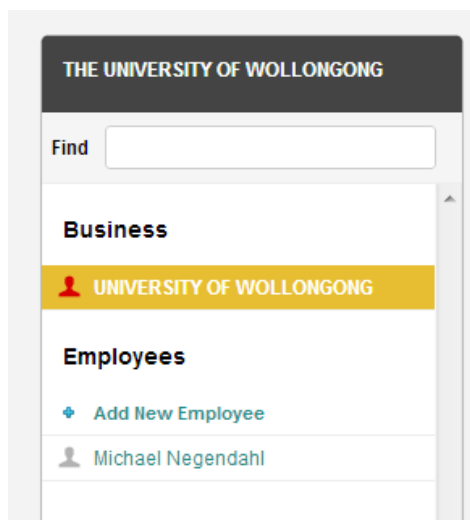 THE UNIVERSITY OF WOLLONGONG
Find
Business
UNIVERSITY OF WOLLONGONG
Employees
Add New Employee
Michael Negendahl